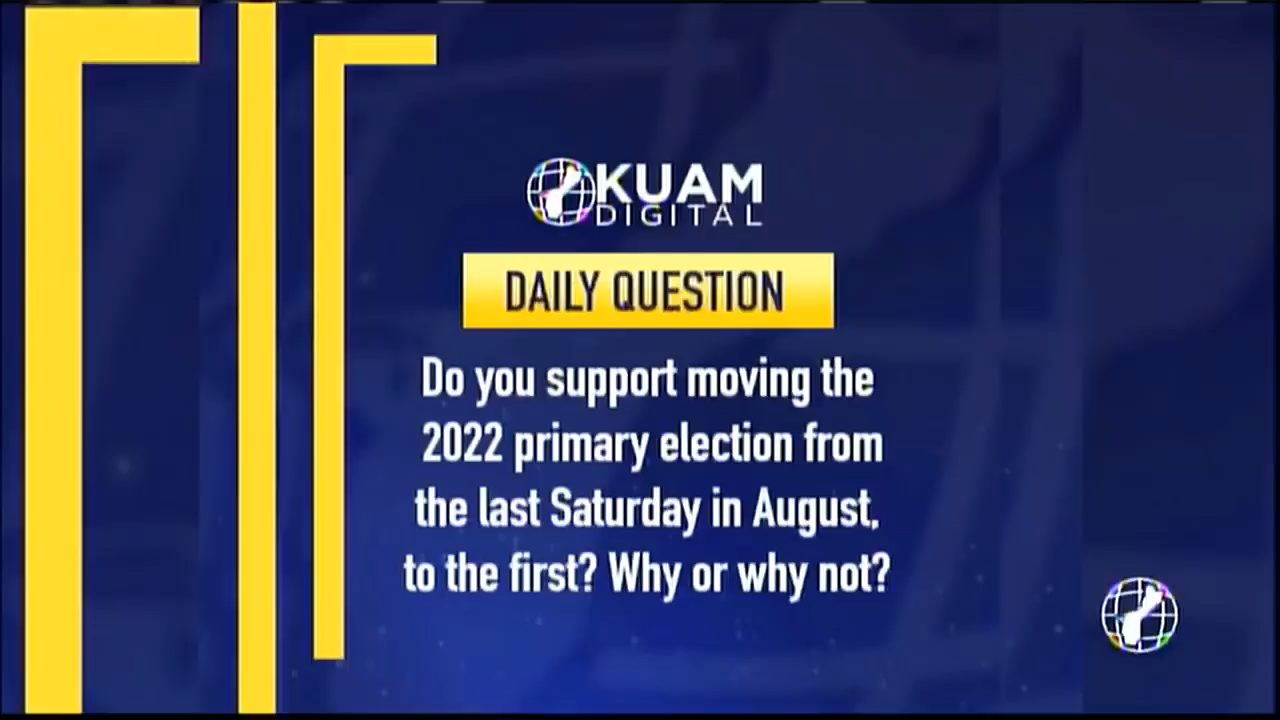 KUAM
DIGITAL
DAILY QUESTION
Do you support moving the
2022 primary election from
the last Saturday in August,
to the first? Why or why not?